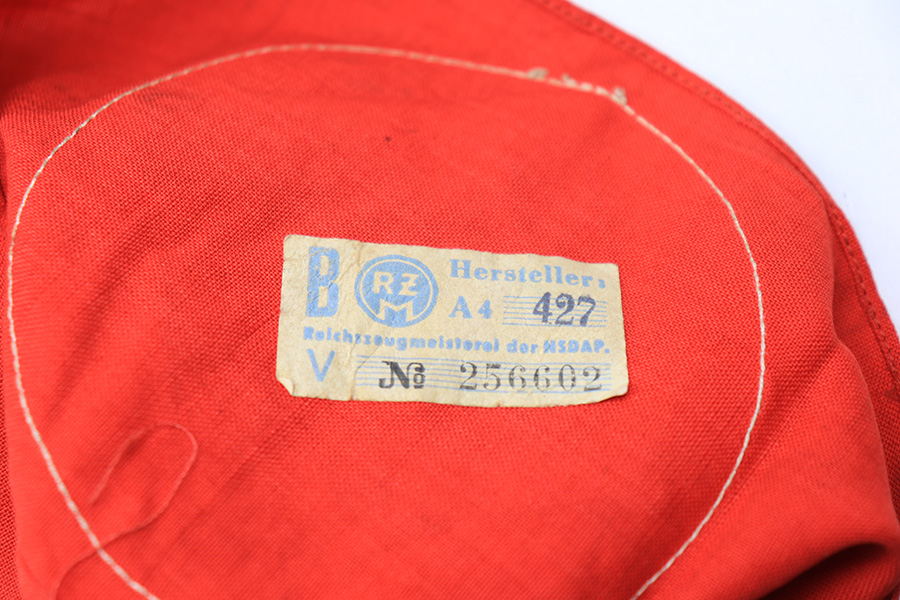 B RZM Hersteller:
A4 427
Reichszeugmeisterei der NSDAP.
V № 256602